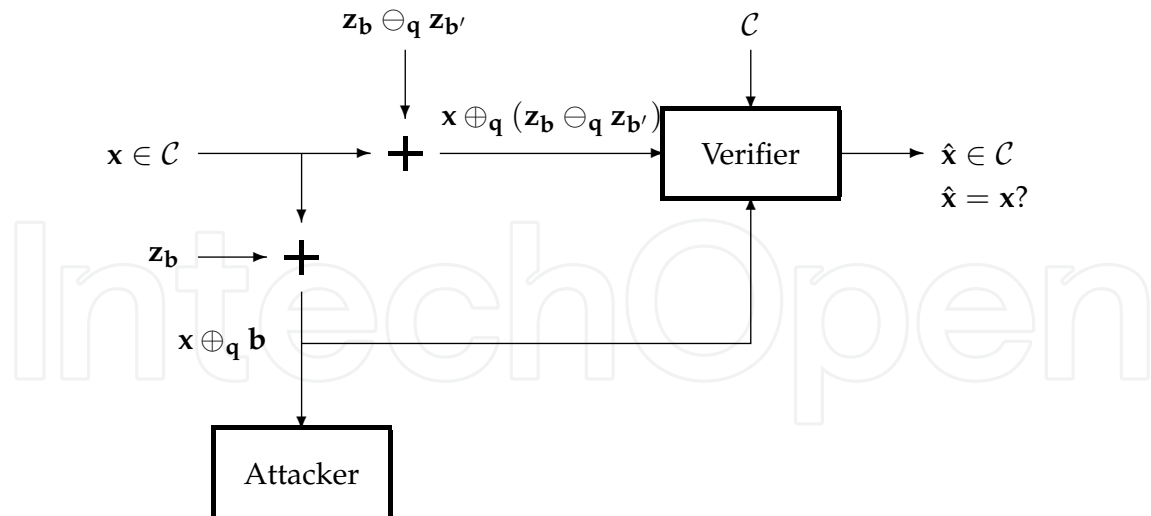 𝐳_𝐛 ⊖_𝐪 𝐳_𝐛′
𝒞
𝐱 ⊕_𝐪 (𝐳_𝐛 ⊖_𝐪 𝐳_𝐛′)
𝐱 ∈ 𝒞
+
Verifier
𝐱̂ ∈ 𝒞
𝐱̂ = 𝐱?
𝐳_𝐛
+
IntechOpen
𝐱 ⊕_𝐪 𝐛
Attacker